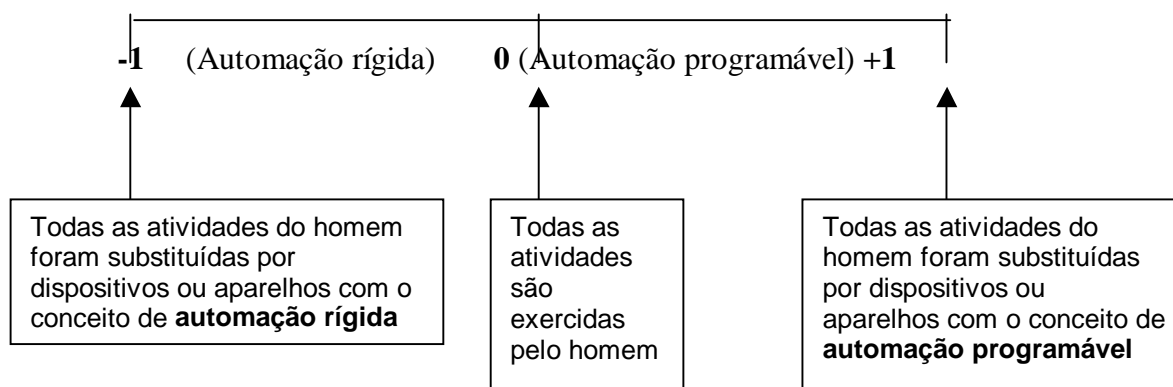 -1 (Automação rígida) 0 (Automação programável) +1
Todas as atividades do homem
foram substituídas por
dispositivos ou aparelhos com o
conceito de automação rígida
Todas as
atividades
são
exercidas
pelo homem
Todas as atividades do
homem foram substituídas
por dispositivos ou
aparelhos com o conceito de
automação programável